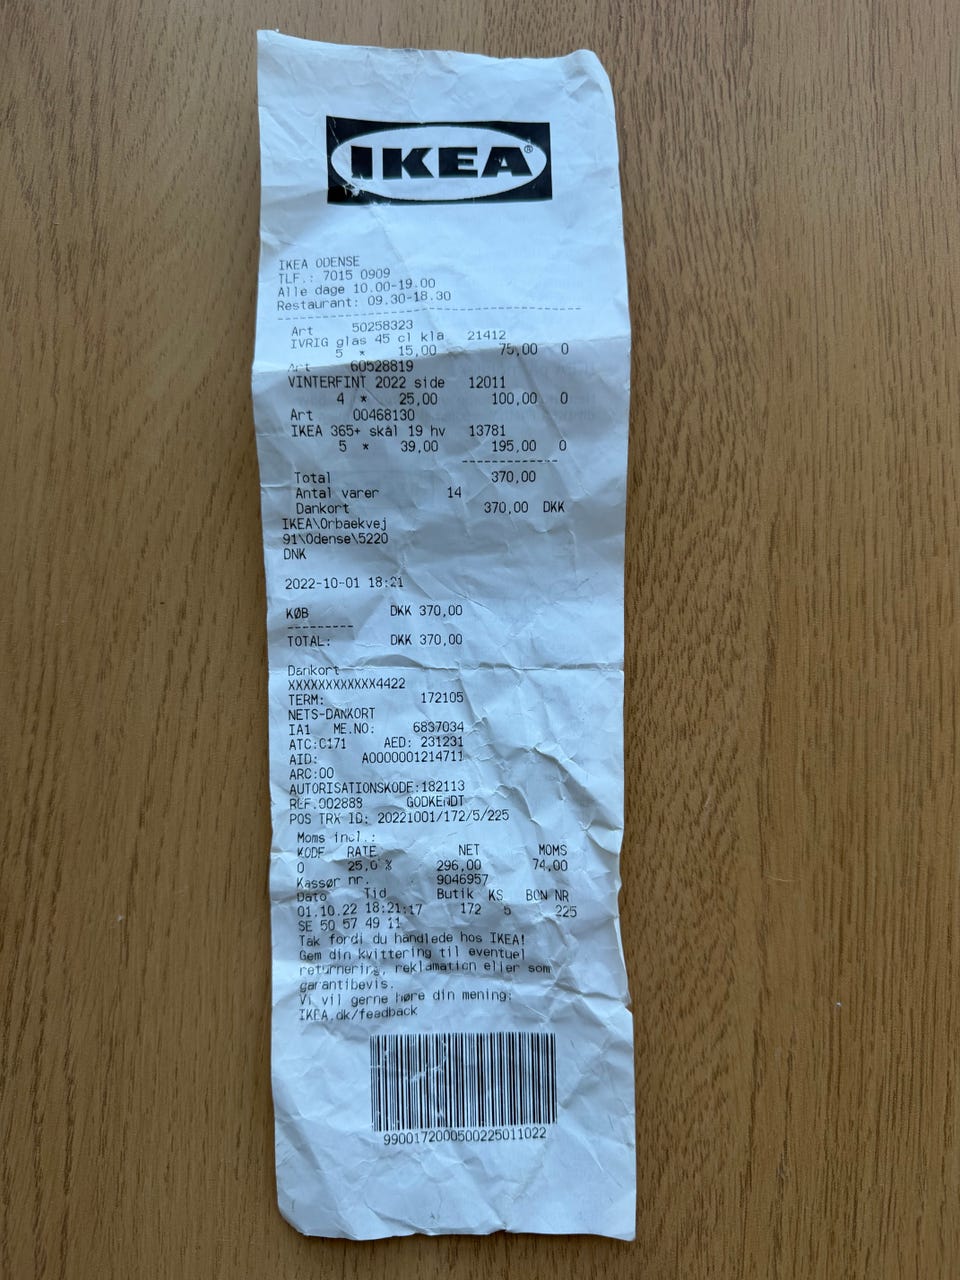 IKEA®
IKEA ODENSE
TLF.: 7015 0909
Alle dage 10.00-19.00
Restaurant: 09.30-18.30
Art 50258323
IVRIG glas 45 cl kla 21412
5 * 15,00 75,00 0
Art 60528819
VINTERFINT 2022 side 12011
4 * 25,00 100,00 0
Art 00468130
IKEA 365+ skål 19 hv 13781
5 * 39,00 195,00 0
Total 370,00
Antal varer 14
Dankort 370,00 DKK
IKEA\Orbaekvej
91\Odense\5220
DNK
2022-10-01 18:21
KØB DKK 370,00
TOTAL: DKK 370,00
Dankort
XXXXXXXXXXXX4422
TERM: 172105
NETS-DANKORT
IA1 ME.NO: 6837034
ATC:C171 AED: 231231
AID: A0000001214711
ARC:00
AUTORISATIONSKODE:182113
REF.002888 GODKENDT
POS TRX ID: 20221001/172/5/225
Moms incl.:
KODE RATE NET MOMS
0 25,0 % 296,00 74,00
Kassør nr. 9046957
Dato Tid Butik KS BON NR
01.10.22 18:21:17 172 5 225
SE 50 57 49 11
Tak fordi du handlede hos IKEA!
Gem din kvittering til eventuel
returnering, reklamation eller som
garantibevis.
Vi vil gerne høre din mening:
IKEA.dk/feedback
9900172000500225011022